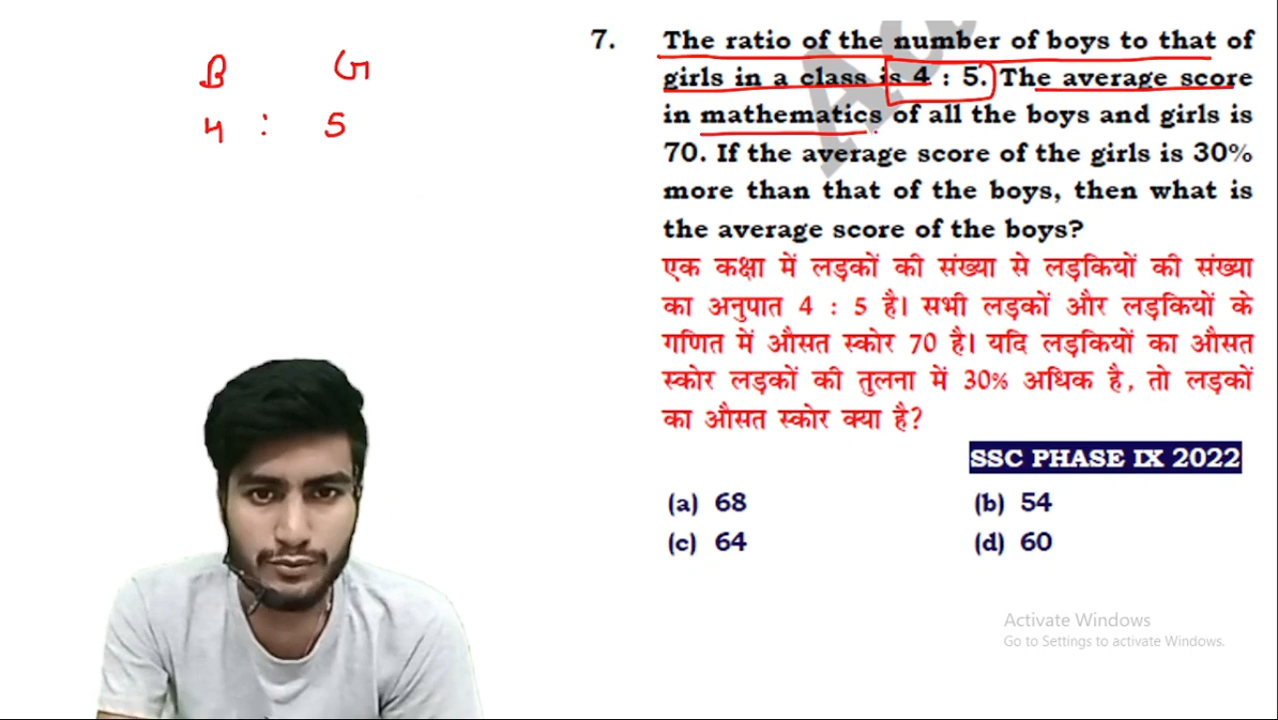 B G
4 : 5
7. The ratio of the number of boys to that of
girls in a class is 4 : 5. The average score
in mathematics of all the boys and girls is
70. If the average score of the girls is 30%
more than that of the boys, then what is
the average score of the boys?
एक कक्षा में लड़कों की संख्या से लड़कियों की संख्या
का अनुपात 4 : 5 है। सभी लड़कों और लड़कियों के
गणित में औसत स्कोर 70 है। यदि लड़कियों का औसत
स्कोर लड़कों की तुलना में 30% अधिक है, तो लड़कों
का औसत स्कोर क्या है?
SSC PHASE IX 2022
(a) 68 (b) 54
(c) 64 (d) 60
Activate Windows
Go to Settings to activate Windows.